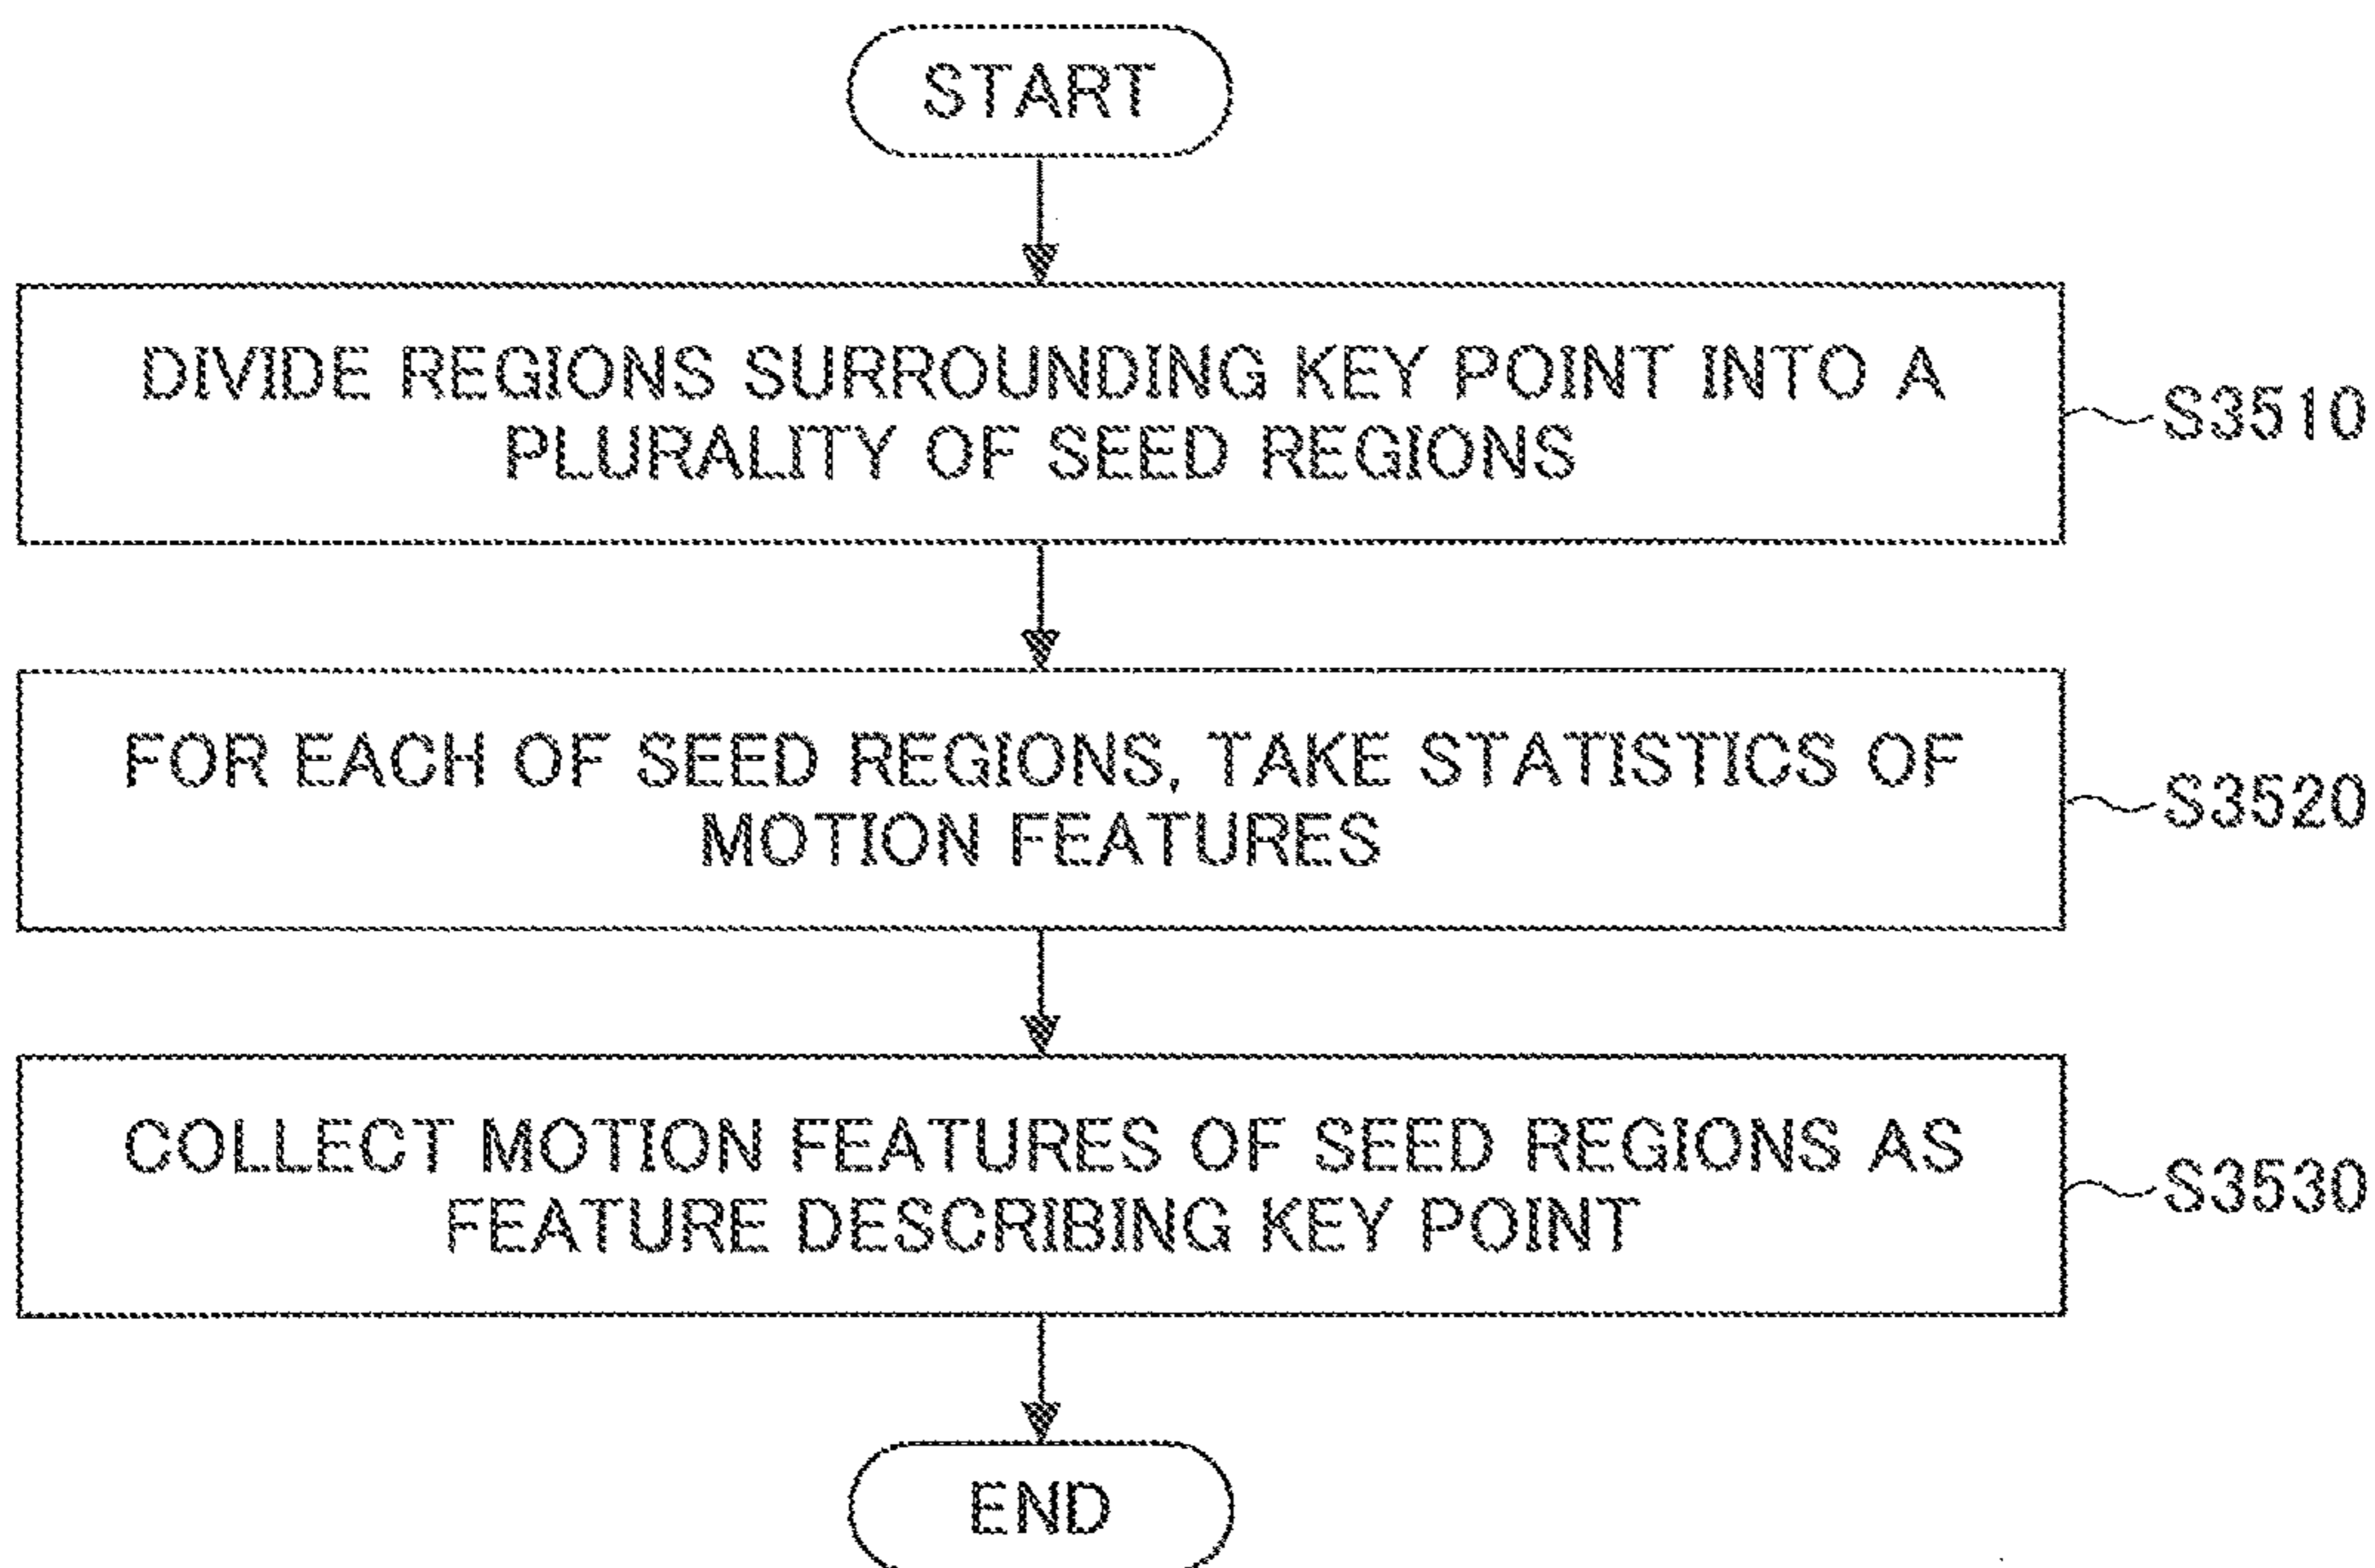 START
DIVIDE REGIONS SURROUNDING KEY POINT INTO A
PLURALITY OF SEED REGIONS
S3510
FOR EACH OF SEED REGIONS, TAKE STATISTICS OF
MOTION FEATURES
S3520
COLLECT MOTION FEATURES OF SEED REGIONS AS
FEATURE DESCRIBING KEY POINT
S3530
END